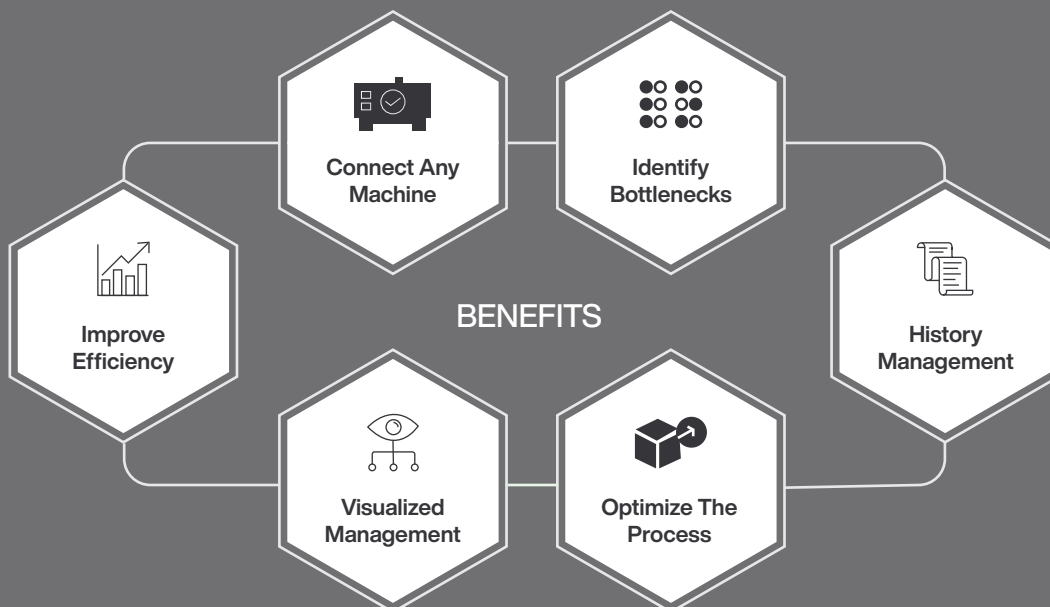 Connect Any
Machine
Identify
Bottlenecks
Improve
Efficiency
BENEFITS
History
Management
Visualized
Management
Optimize The
Process